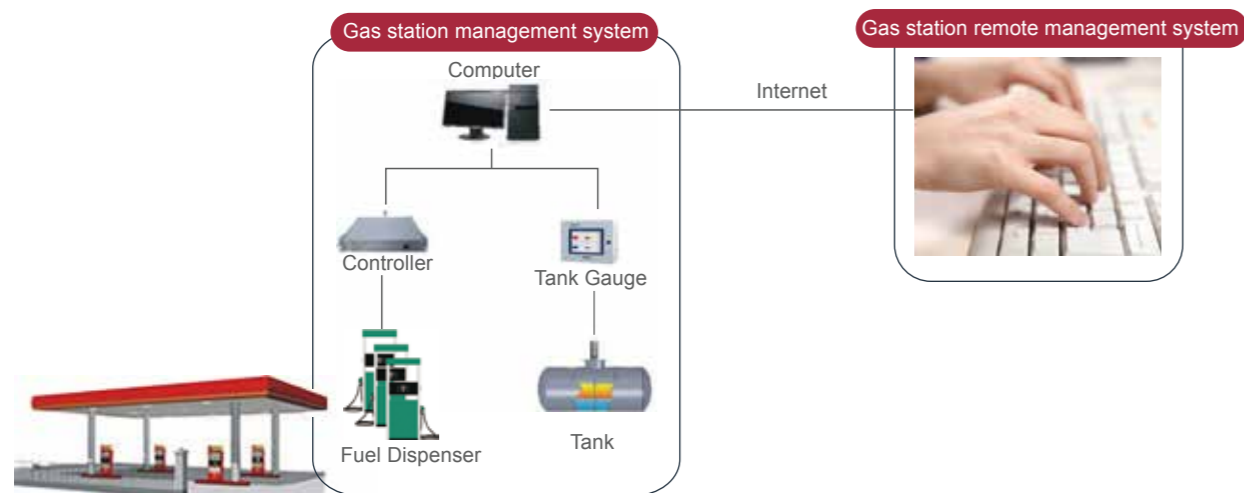 Gas station management system
Gas station remote management system
Computer
Internet
Controller
Tank Gauge
Fuel Dispenser
Tank